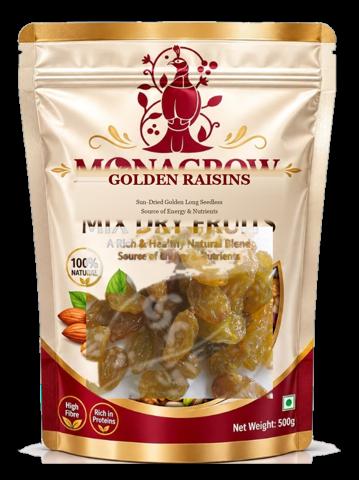 MONAGROW
GOLDEN RAISINS
Sun-Dried Golden Long Seedless
Source of Energy & Nutrients
MIX DRY FRUITS
A Rich & Healthy Natural Blend
Source of Energy & Nutrients
100%
NATURAL
High
Fibre
Rich in
Proteins
Net Weight: 500g